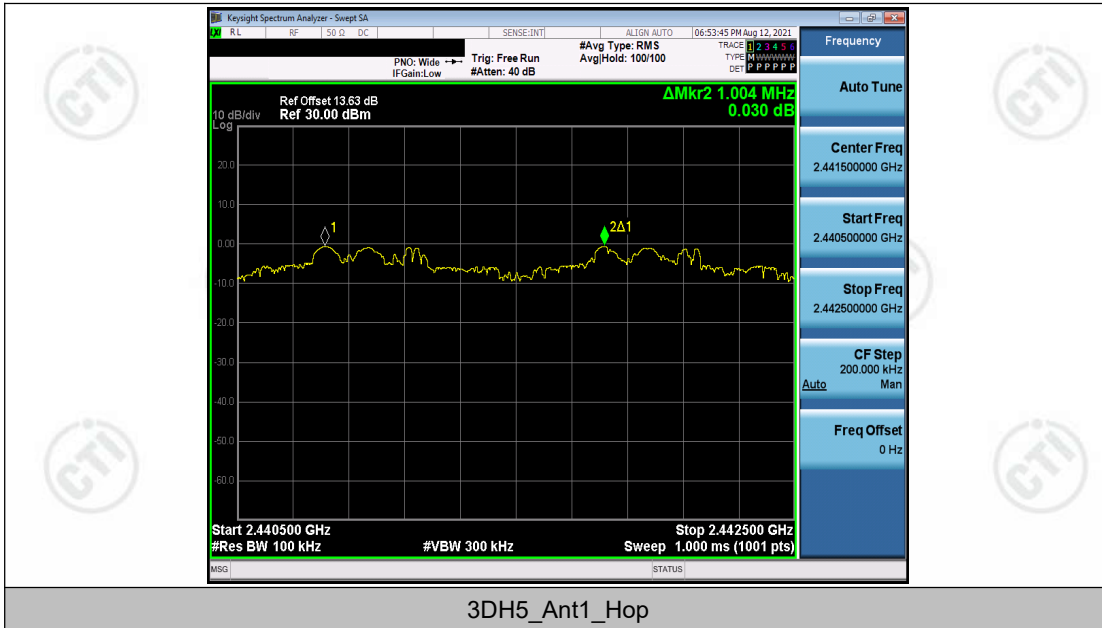 Keysight Spectrum Analyzer - Swept SA
LXI RL RF 50 Ω DC SENSE:INT ALIGN AUTO 06:53:45 PM Aug 12, 2021
PNO: Wide IFGain:Low
Trig: Free Run #Atten: 40 dB
#Avg Type: RMS Avg|Hold: 100/100
TRACE 1 2 3 4 5 6
TYPE M WWWWW
DET P P P P P P
Frequency
ΔMkr2 1.004 MHz
0.030 dB
Ref Offset 13.63 dB
10 dB/div Ref 30.00 dBm
Log
20.0
10.0
0.00
-10.0
-20.0
-30.0
-40.0
-50.0
-60.0
1
2Δ1
Start 2.440500 GHz Stop 2.442500 GHz
#Res BW 100 kHz #VBW 300 kHz Sweep 1.000 ms (1001 pts)
MSG STATUS
Auto Tune
Center Freq
2.441500000 GHz
Start Freq
2.440500000 GHz
Stop Freq
2.442500000 GHz
CF Step
200.000 kHz
Auto Man
Freq Offset
0 Hz
CTI
CTI
CTI
CTI
3DH5_Ant1_Hop